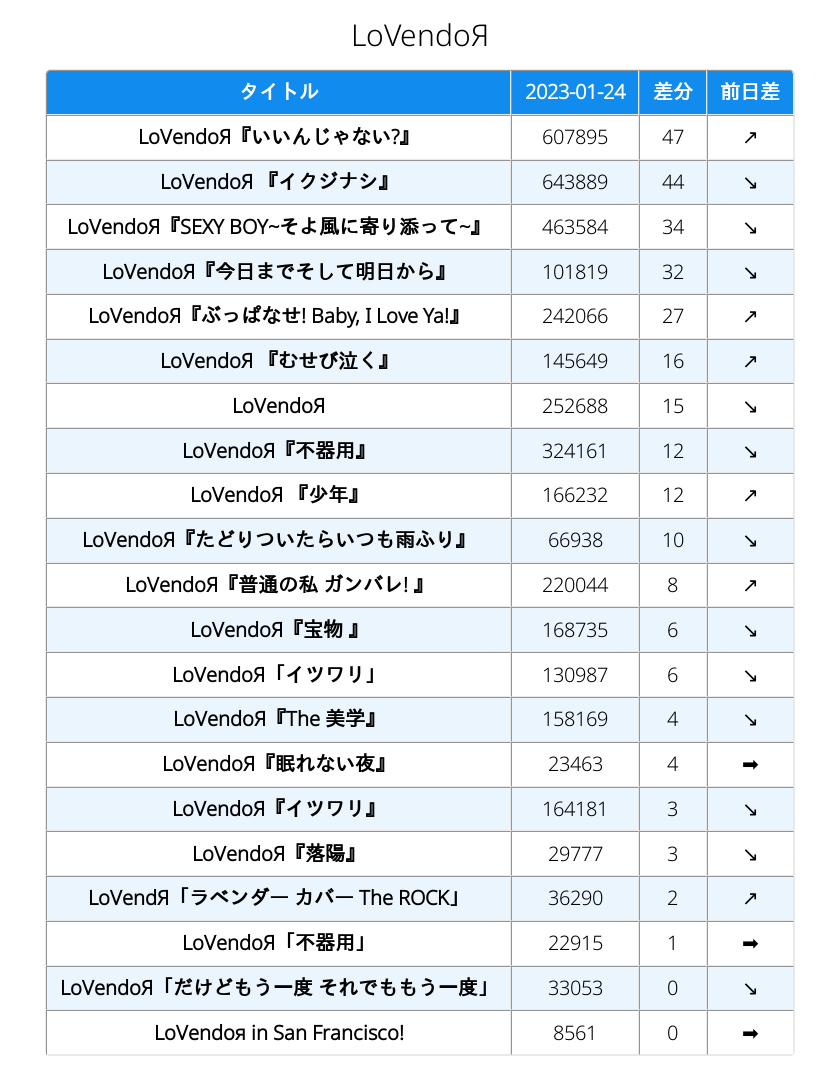 LoVendoЯ
タイトル 2023-01-24 差分 前日差
LoVendoЯ『いいんじゃない?』 607895 47 ↗
LoVendoЯ 『イクジナシ』 643889 44 ↘
LoVendoЯ『SEXY BOY~そよ風に寄り添って~』 463584 34 ↘
LoVendoЯ『今日までそして明日から』 101819 32 ↘
LoVendoЯ『ぶっぱなせ! Baby, I Love Ya!』 242066 27 ↗
LoVendoЯ 『むせび泣く』 145649 16 ↗
LoVendoЯ 252688 15 ↘
LoVendoЯ『不器用』 324161 12 ↘
LoVendoЯ 『少年』 166232 12 ↗
LoVendoЯ『たどりついたらいつも雨ふり』 66938 10 ↘
LoVendoЯ『普通の私 ガンバレ! 』 220044 8 ↗
LoVendoЯ『宝物 』 168735 6 ↘
LoVendoЯ「イツワリ」 130987 6 ↘
LoVendoЯ『The 美学』 158169 4 ↘
LoVendoЯ『眠れない夜』 23463 4 ➡
LoVendoЯ『イツワリ』 164181 3 ↘
LoVendoЯ『落陽』 29777 3 ↘
LoVendЯ「ラベンダー カバー The ROCK」 36290 2 ↗
LoVendoЯ「不器用」 22915 1 ➡
LoVendoЯ「だけどもう一度 それでももう一度」 33053 0 ↘
LoVendoя in San Francisco! 8561 0 ➡